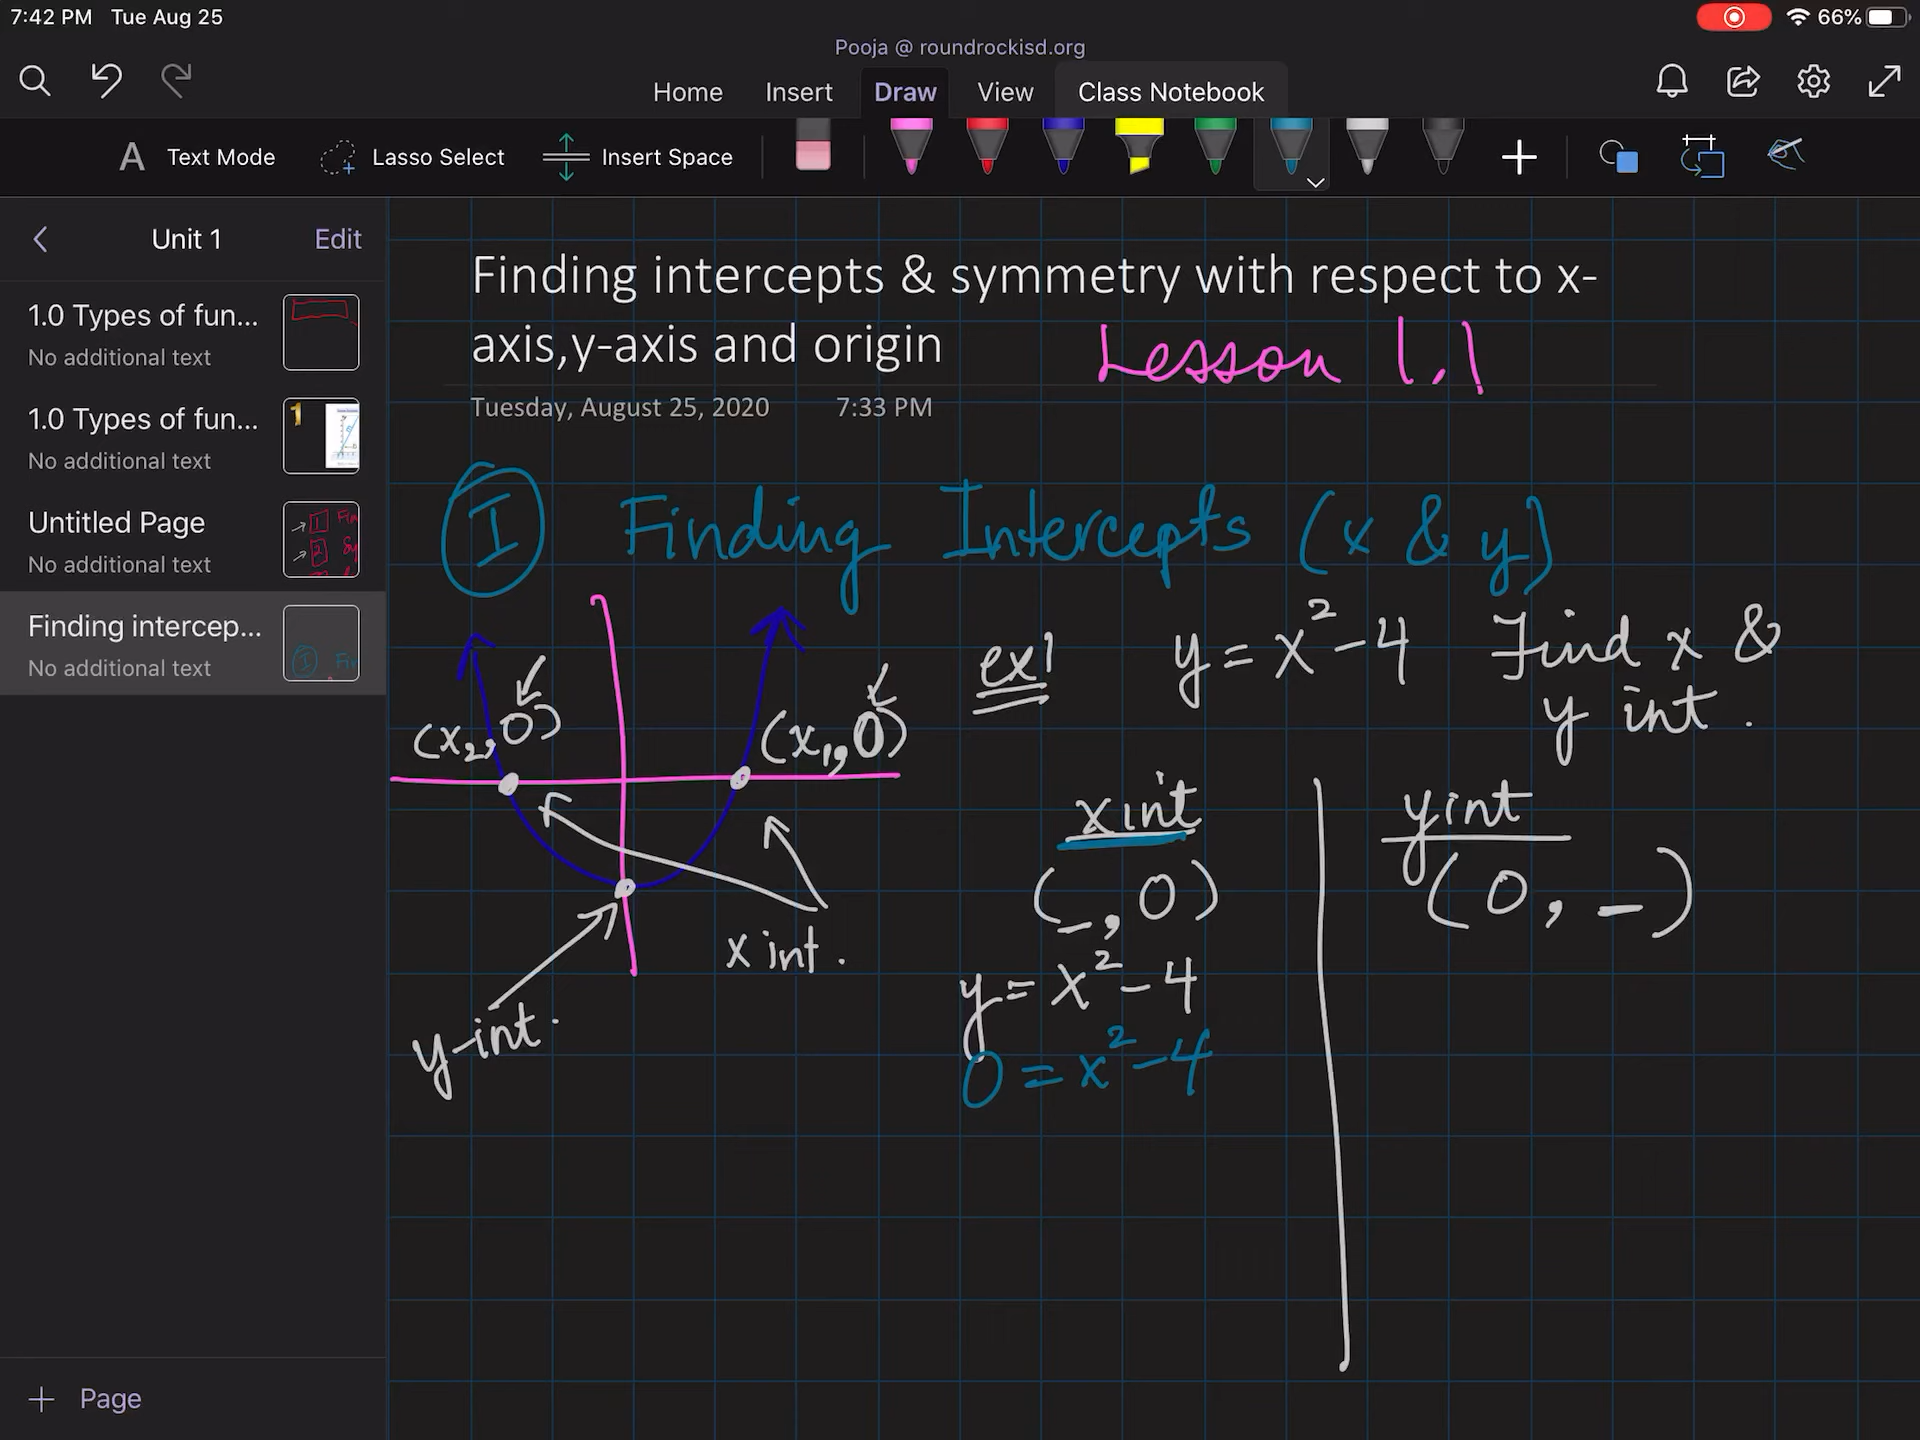 7:42 PM Tue Aug 25
66%
Pooja @ roundrockisd.org
Home Insert Draw View Class Notebook
A Text Mode Lasso Select Insert Space
Unit 1 Edit
1.0 Types of fun...
No additional text
1.0 Types of fun...
No additional text
Untitled Page
No additional text
Finding intercep...
No additional text
Page
Finding intercepts & symmetry with respect to x-
axis,y-axis and origin
Lesson 1.1
Tuesday, August 25, 2020 7:33 PM
I Finding Intercepts (x & y)
(x₂,0) (x₁,0)
x int.
y-int.
ex1 y = x² - 4 Find x &
y int.
x int
(_, 0)
y = x² - 4
0 = x² - 4
y int
(0, _)